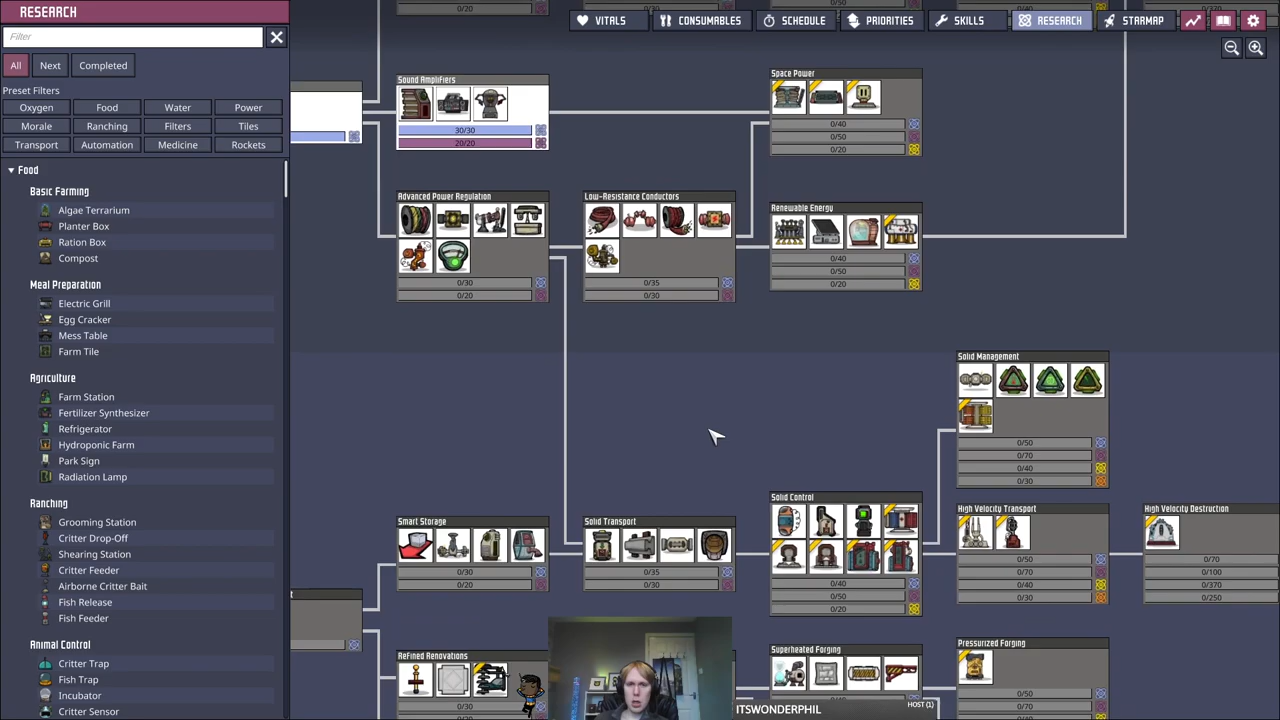 RESEARCH
Filter
All
Next
Completed
Preset Filters
Oxygen
Food
Water
Power
Morale
Ranching
Filters
Tiles
Transport
Automation
Medicine
Rockets
Food
Basic Farming
Algae Terrarium
Planter Box
Ration Box
Compost
Meal Preparation
Electric Grill
Egg Cracker
Mess Table
Farm Tile
Agriculture
Farm Station
Fertilizer Synthesizer
Refrigerator
Hydroponic Farm
Park Sign
Radiation Lamp
Ranching
Grooming Station
Critter Drop-Off
Shearing Station
Critter Feeder
Airborne Critter Bait
Fish Release
Fish Feeder
Animal Control
Critter Trap
Fish Trap
Incubator
Critter Sensor
VITALS
CONSUMABLES
SCHEDULE
PRIORITIES
SKILLS
RESEARCH
STARMAP
0/20
Sound Amplifiers
30/30
20/20
Space Power
0/40
0/50
0/20
Advanced Power Regulation
0/30
0/20
Low-Resistance Conductors
0/35
0/30
Renewable Energy
0/40
0/50
0/20
Solid Management
0/50
0/70
0/40
0/30
Smart Storage
0/30
0/20
Solid Transport
0/35
0/30
Solid Control
0/40
0/50
0/20
High Velocity Transport
0/50
0/70
0/40
0/30
High Velocity Destruction
0/70
0/100
0/370
0/250
Refined Renovations
0/30
Superheated Forging
Pressurized Forging
0/50
0/70
ITSWONDERPHIL
HOST (1)